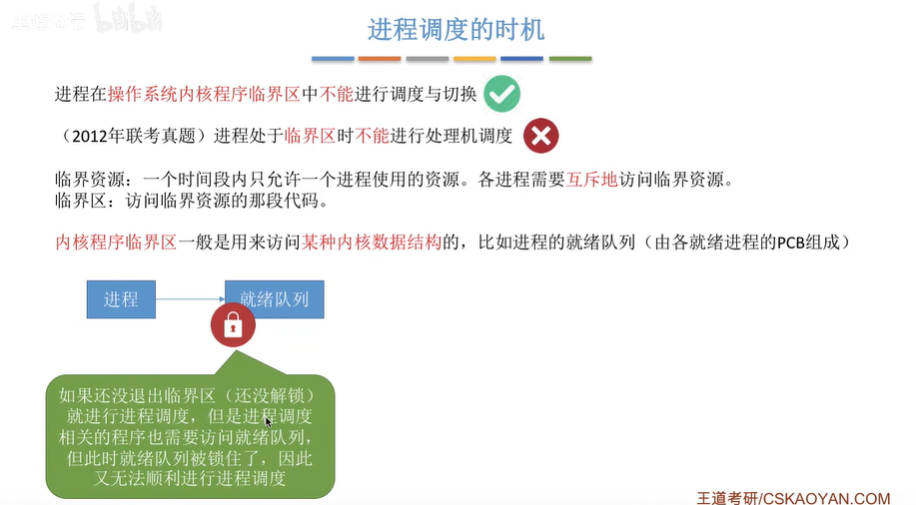 进程调度的时机
进程在操作系统内核程序临界区中不能进行调度与切换
（2012年联考真题）进程处于临界区时不能进行处理机调度
临界资源：一个时间段内只允许一个进程使用的资源。各进程需要互斥地访问临界资源。
临界区：访问临界资源的那段代码。
内核程序临界区一般是用来访问某种内核数据结构的，比如进程的就绪队列（由各就绪进程的PCB组成）
进程
就绪队列
如果还没退出临界区（还没解锁）
就进行进程调度，但是进程调度
相关的程序也需要访问就绪队列，
但此时就绪队列被锁住了，因此
又无法顺利进行进程调度
王道考研/CSKAOYAN.COM